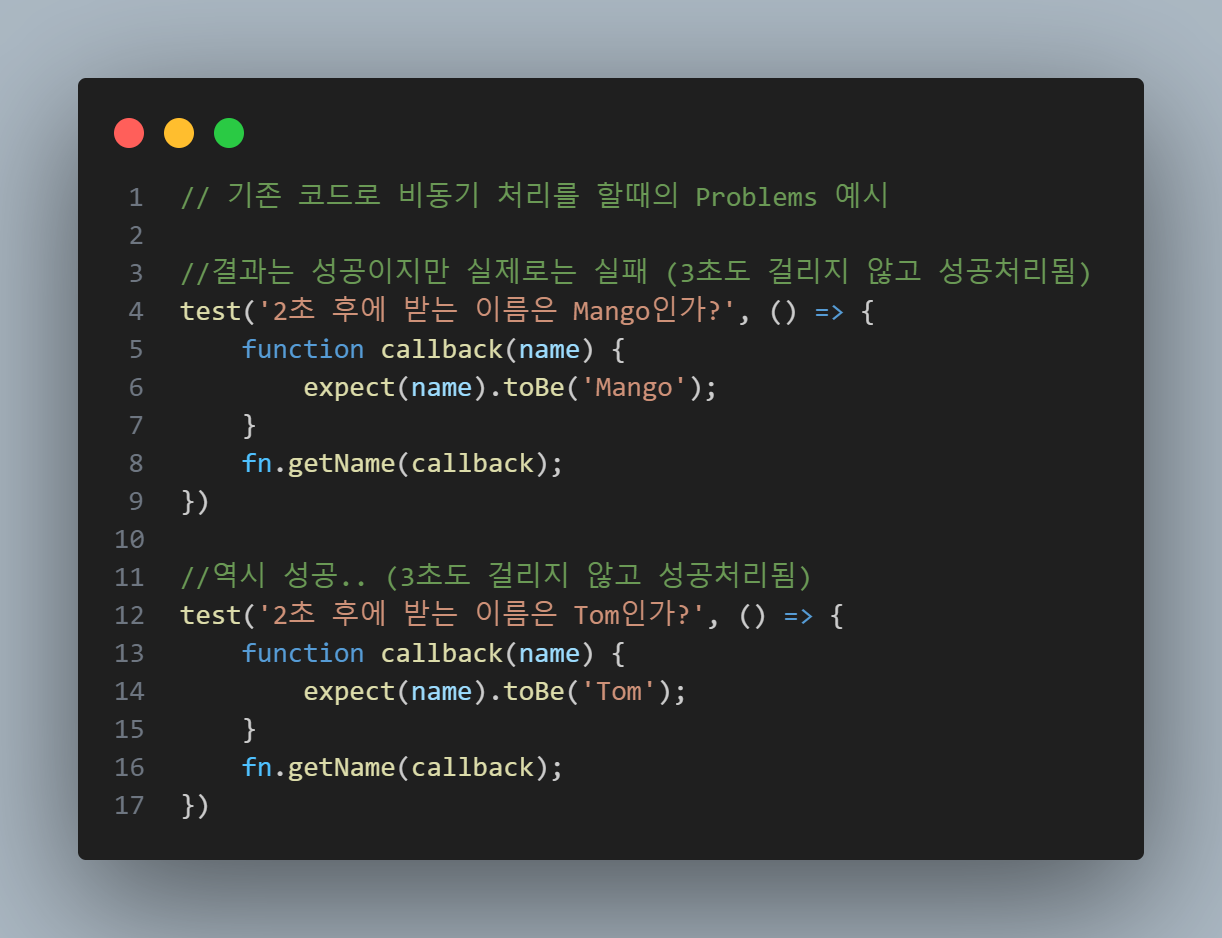 1 // 기존 코드로 비동기 처리를 할때의 Problems 예시
2
3 //결과는 성공이지만 실제로는 실패 (3초도 걸리지 않고 성공처리됨)
4 test('2초 후에 받는 이름은 Mango인가?', () => {
5     function callback(name) {
6         expect(name).toBe('Mango');
7     }
8     fn.getName(callback);
9 })
10
11 //역시 성공.. (3초도 걸리지 않고 성공처리됨)
12 test('2초 후에 받는 이름은 Tom인가?', () => {
13     function callback(name) {
14         expect(name).toBe('Tom');
15     }
16     fn.getName(callback);
17 })